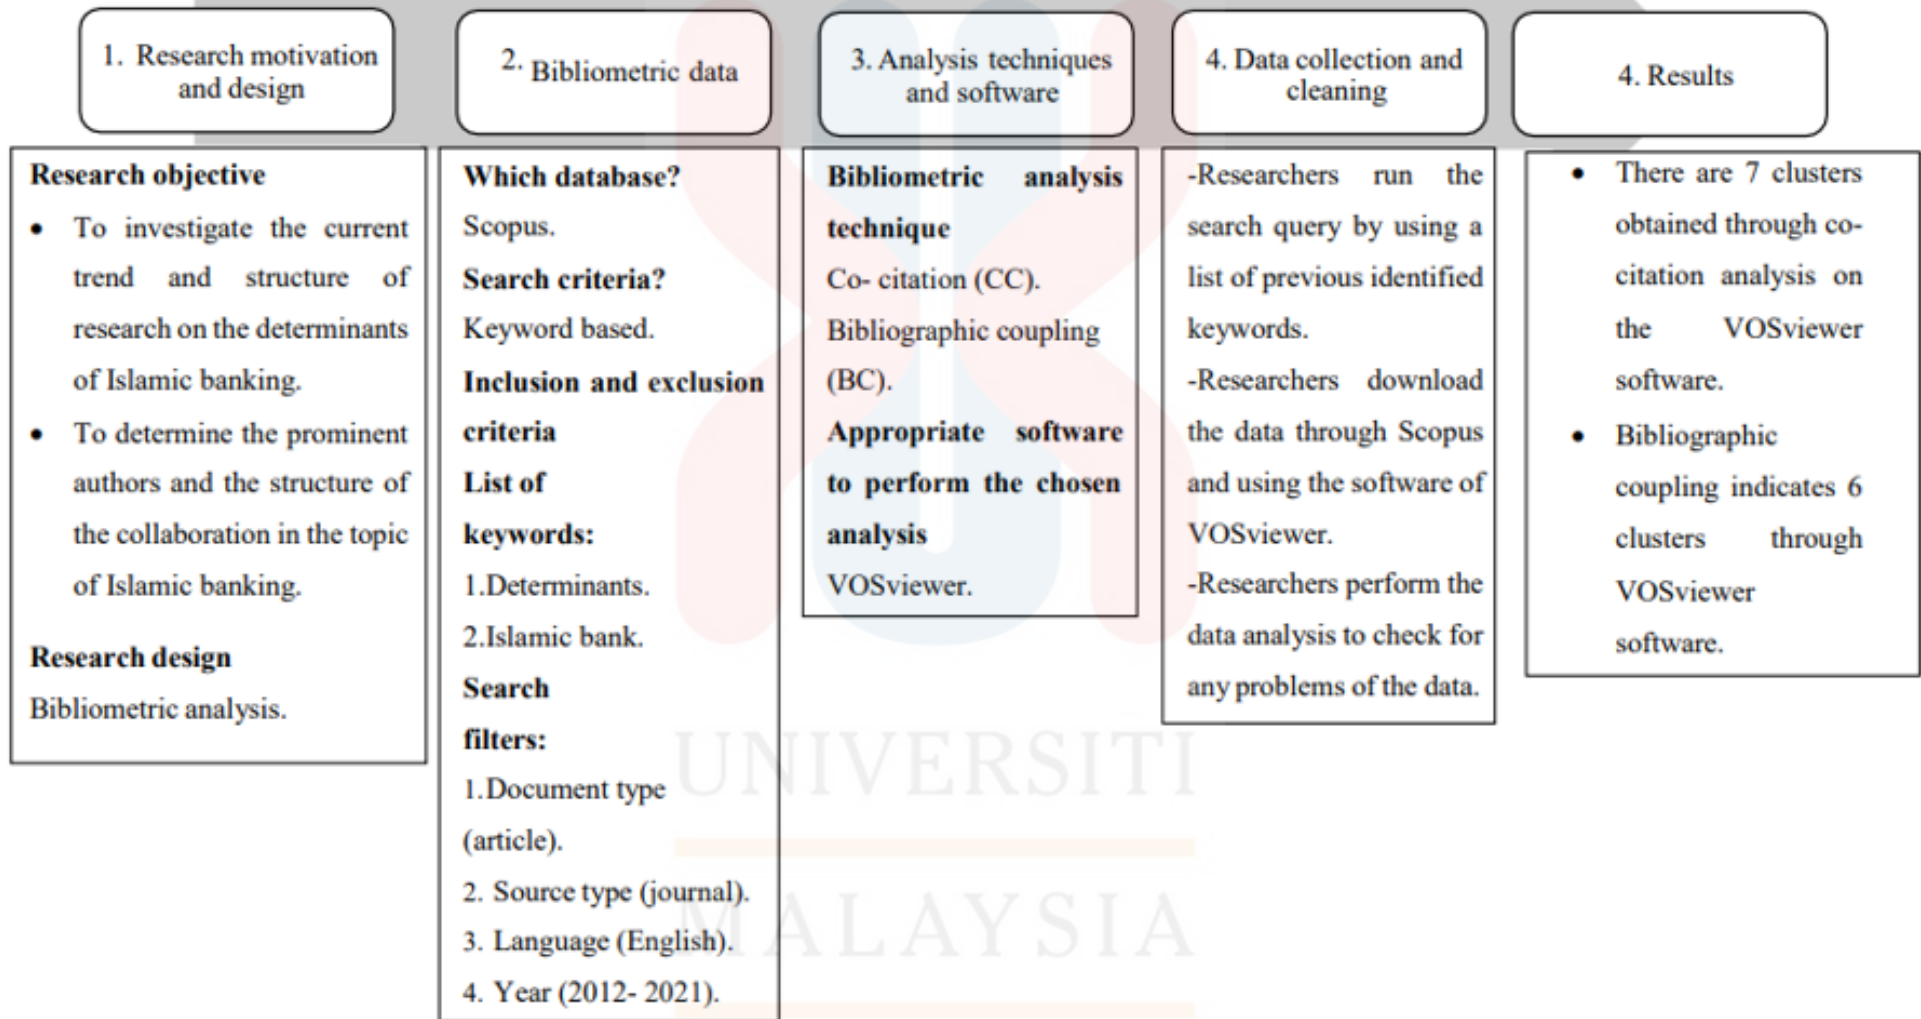 1. Research motivation
and design
2. Bibliometric data
3. Analysis techniques
and software
4. Data collection and
cleaning
4. Results
Research objective
• To investigate the current
trend and structure of
research on the determinants
of Islamic banking.
• To determine the prominent
authors and the structure of
the collaboration in the topic
of Islamic banking.
Research design
Bibliometric analysis.
Which database?
Scopus.
Search criteria?
Keyword based.
Inclusion and exclusion
criteria
List of
keywords:
1.Determinants.
2.Islamic bank.
Search
filters:
1.Document type
(article).
2. Source type (journal).
3. Language (English).
4. Year (2012- 2021).
Bibliometric analysis
technique
Co- citation (CC).
Bibliographic coupling
(BC).
Appropriate software
to perform the chosen
analysis
VOSviewer.
-Researchers run the
search query by using a
list of previous identified
keywords.
-Researchers download
the data through Scopus
and using the software of
VOSviewer.
-Researchers perform the
data analysis to check for
any problems of the data.
• There are 7 clusters
obtained through co-
citation analysis on
the VOSviewer
software.
• Bibliographic
coupling indicates 6
clusters through
VOSviewer
software.
UNIVERSITI
MALAYSIA